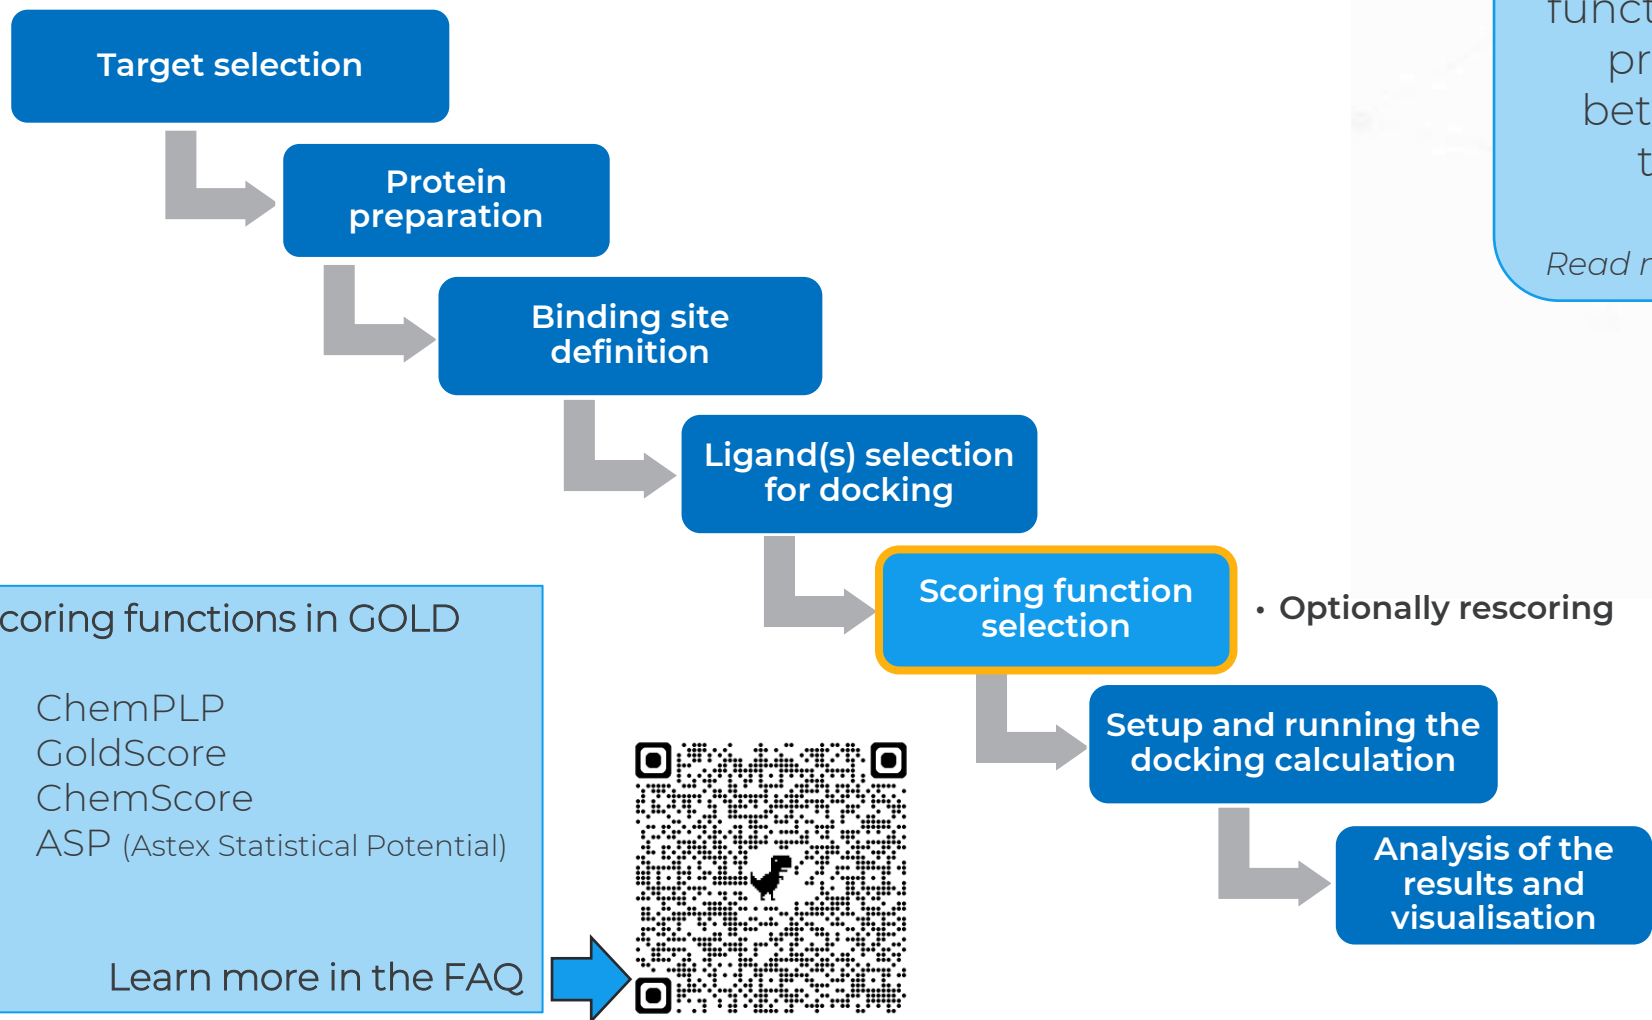 Target selection
Protein
preparation
Binding site
definition
Ligand(s) selection
for docking
Scoring function
selection
• Optionally rescoring
Setup and running the
docking calculation
Analysis of the
results and
visualisation
coring functions in GOLD
ChemPLP
GoldScore
ChemScore
ASP (Astex Statistical Potential)
Learn more in the FAQ
funct
pr
bet
t
Read